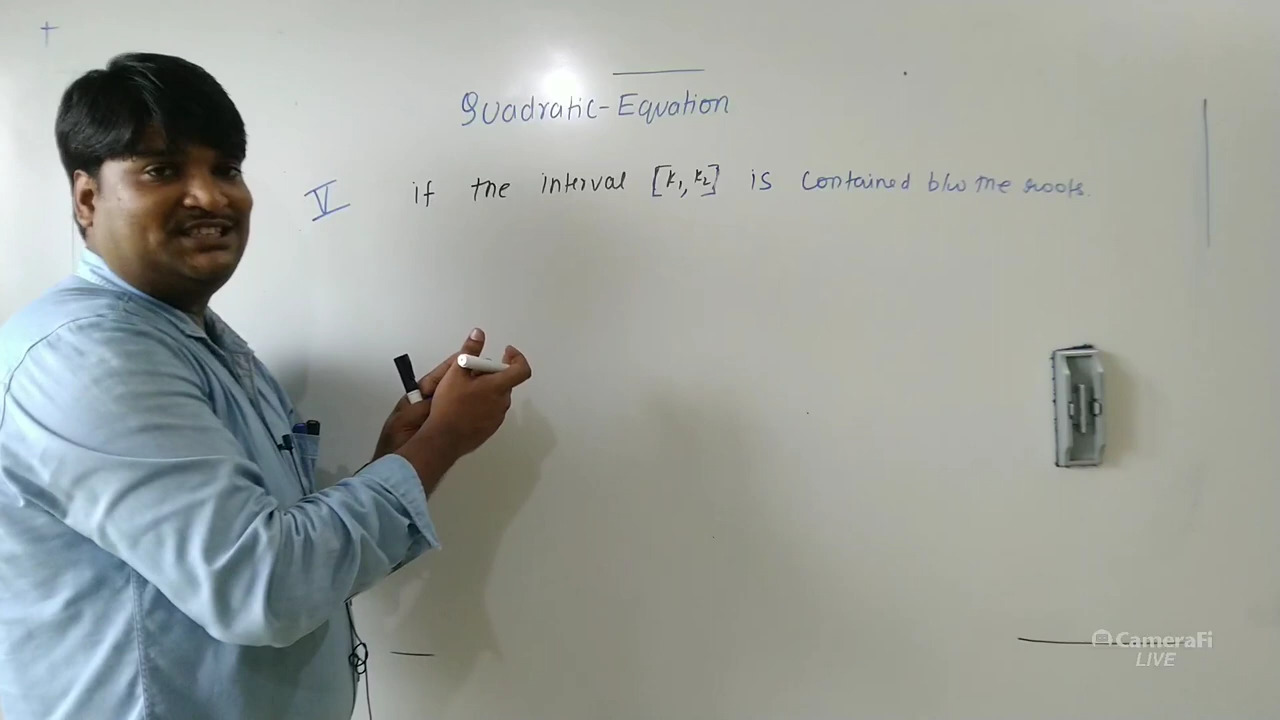 Quadratic-Equation
V if the interval [k1, k2] is contained b/w the roots.
CameraFi
LIVE